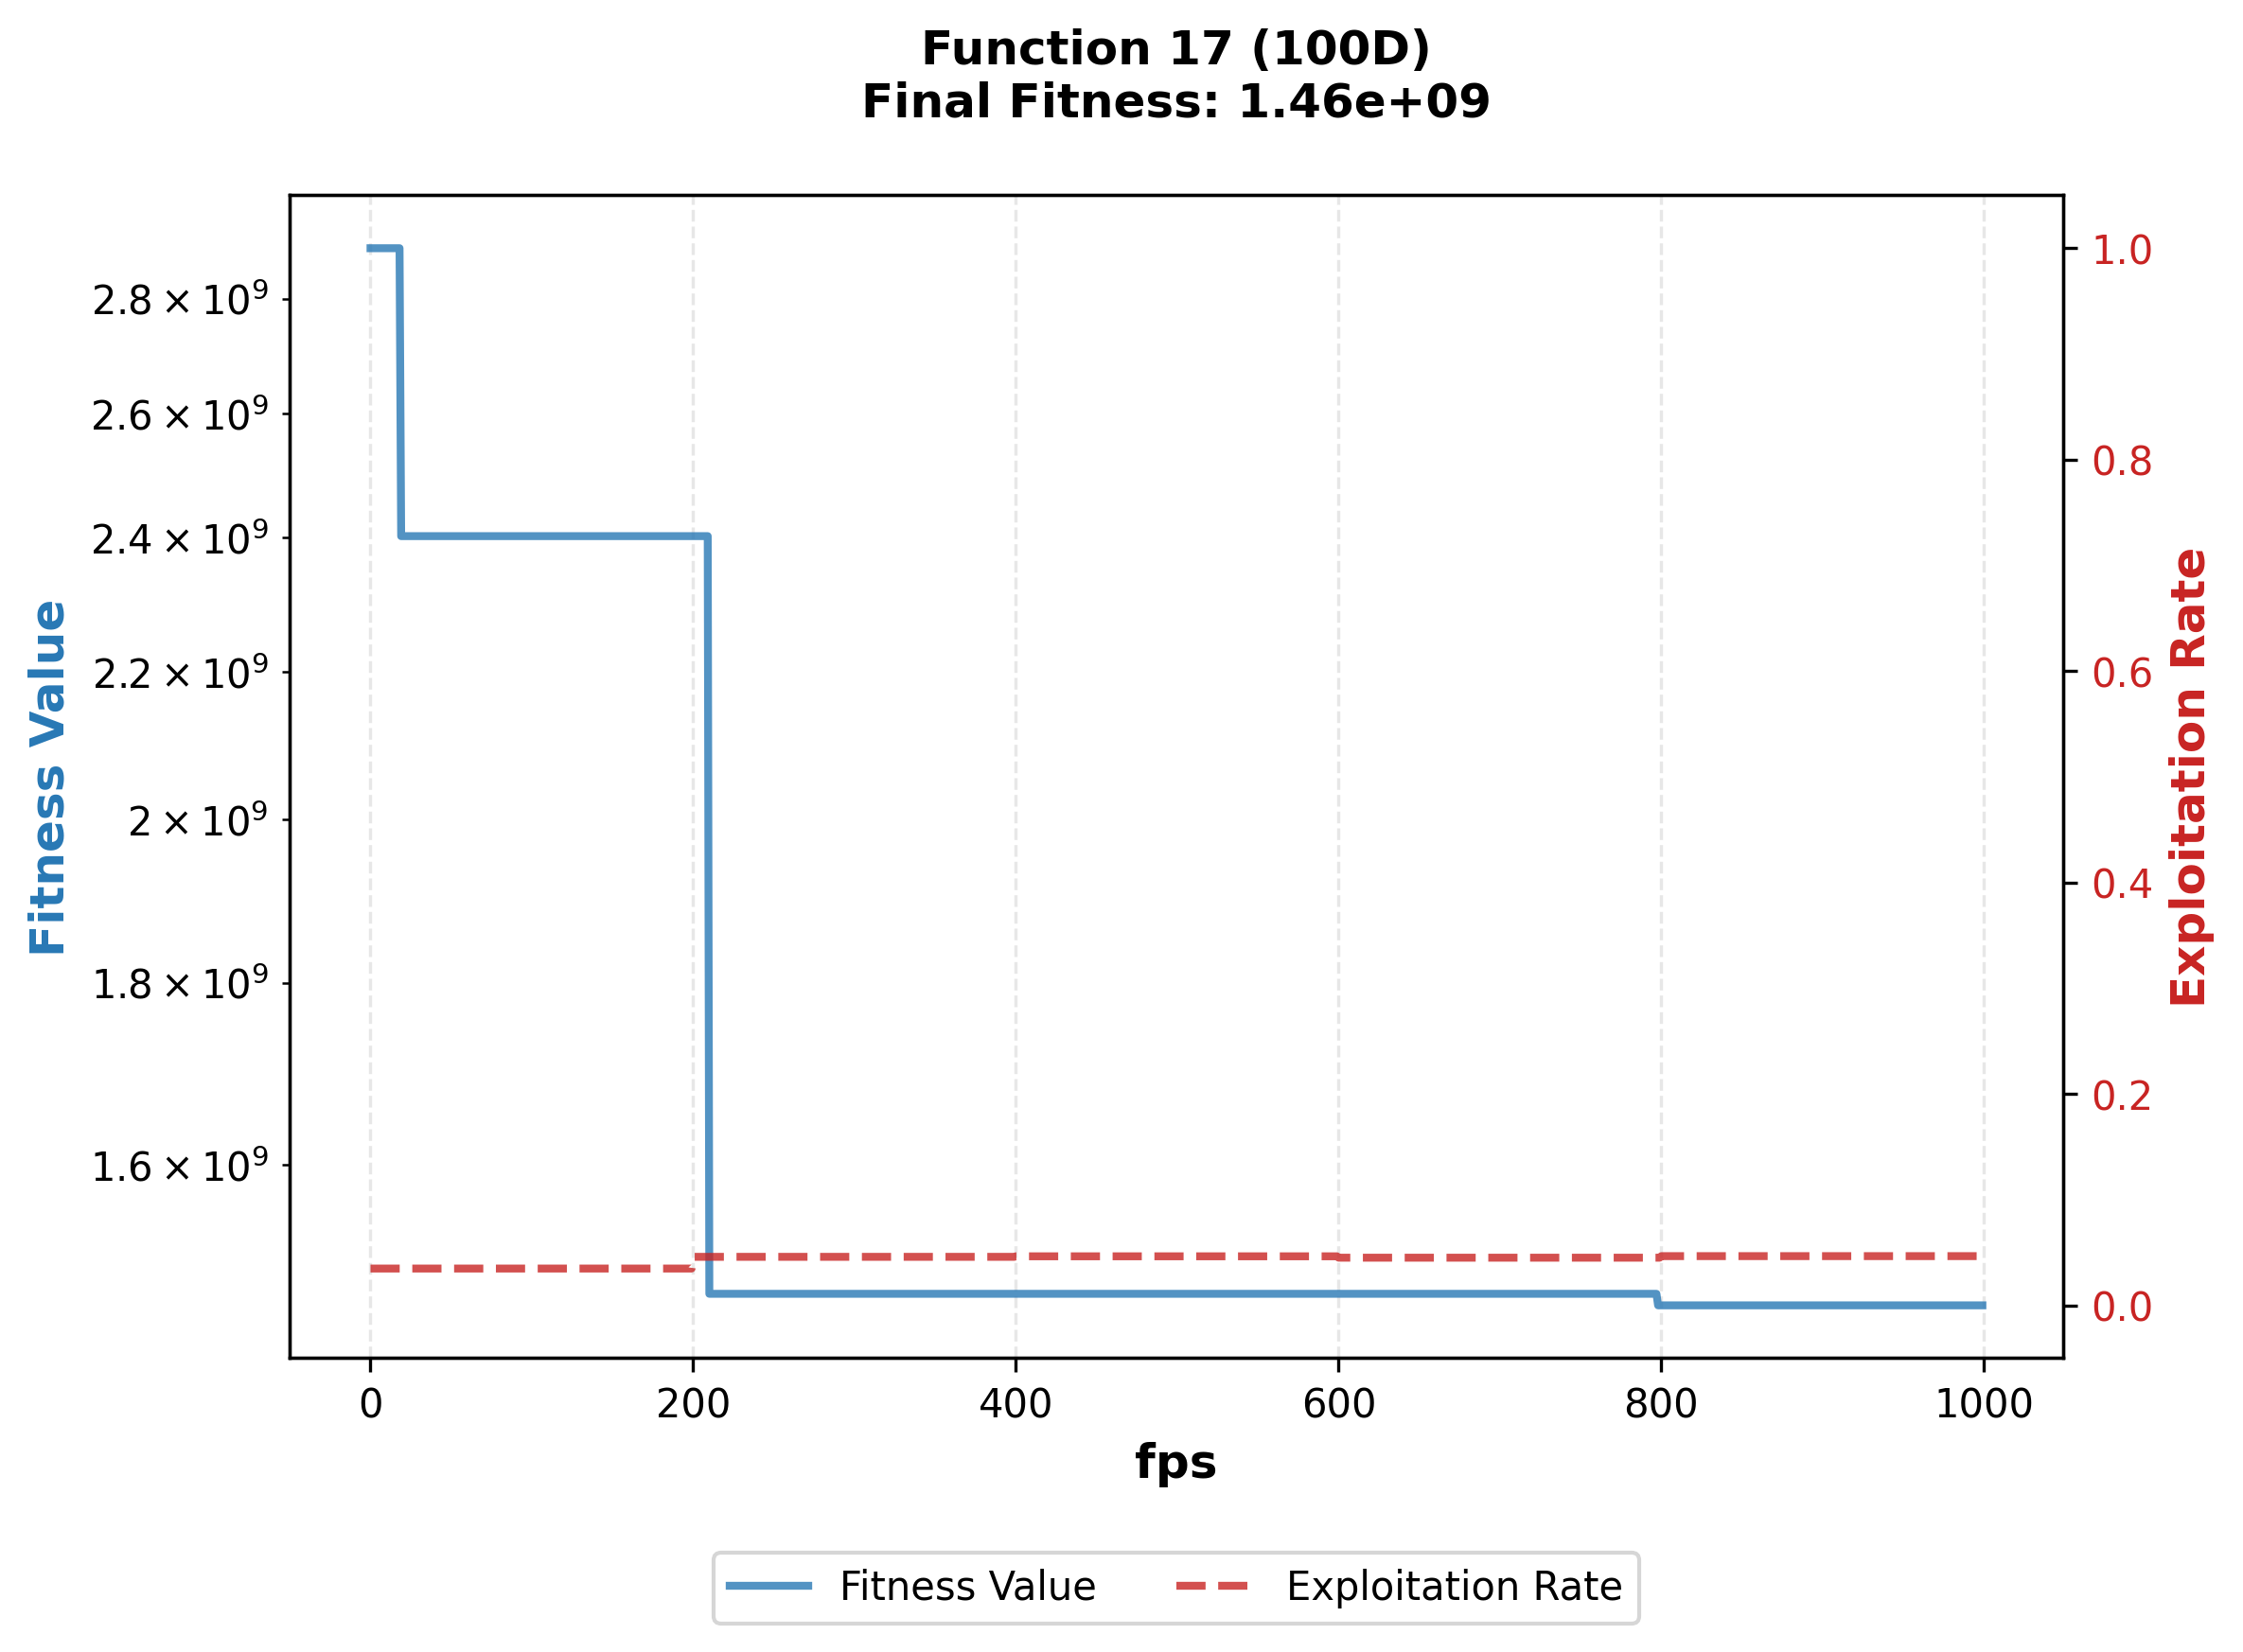 Function 17 (100D)
Final Fitness: 1.46e+09
Fitness Value
2.8 × 10⁹
2.6 × 10⁹
2.4 × 10⁹
2.2 × 10⁹
2 × 10⁹
1.8 × 10⁹
1.6 × 10⁹
1.0
0.8
0.6
0.4
0.2
0.0
Exploitation Rate
0 200 400 600 800 1000
fps
Fitness Value Exploitation Rate